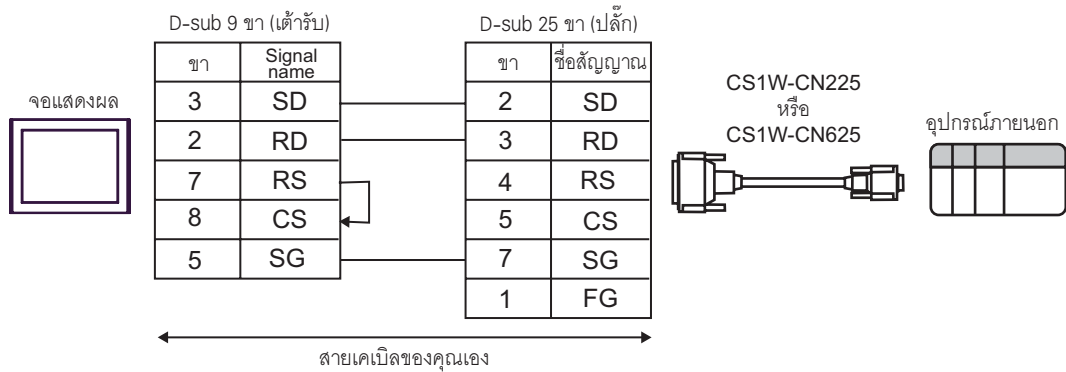 D-sub 9 ขา (เต้ารับ)
D-sub 25 ขา (ปลั๊ก)
ขา
Signal name
ขา
ชื่อสัญญาณ
3 SD
2 SD
2 RD
3 RD
7 RS
4 RS
8 CS
5 CS
5 SG
7 SG
1 FG
จอแสดงผล
CS1W-CN225
หรือ
CS1W-CN625
อุปกรณ์ภายนอก
สายเคเบิลของคุณเอง